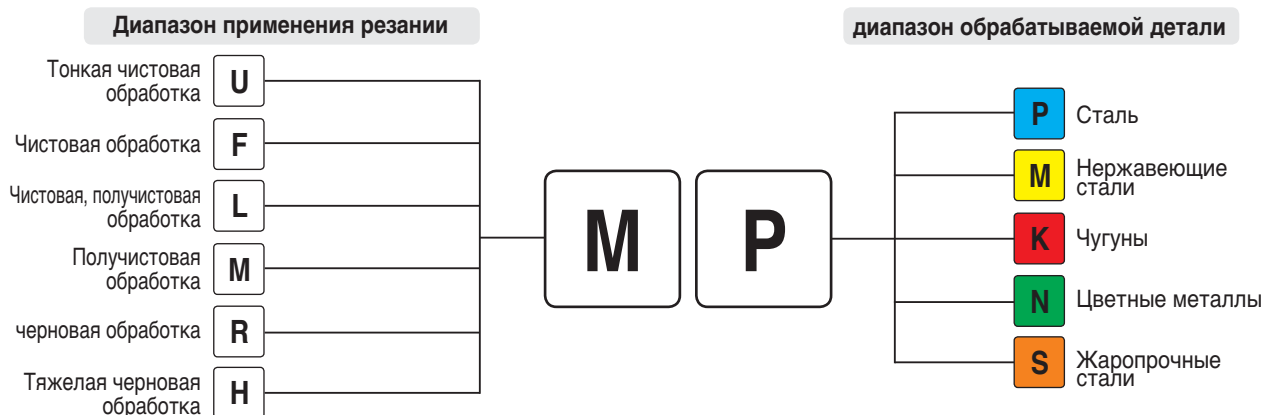 Диапазон применения резании
Тонкая чистовая
обработка
U
Чистовая обработка
F
Чистовая, получистовая
обработка
L
Получистовая
обработка
M
черновая обработка
R
Тяжелая черновая
обработка
H
M P
диапазон обрабатываемой детали
P Сталь
M Нержавеющие
стали
K Чугуны
N Цветные металлы
S Жаропрочные
стали